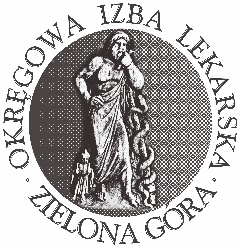 · OKRĘGOWA IZBA LEKARSKA ·
ZIELONA GÓRA